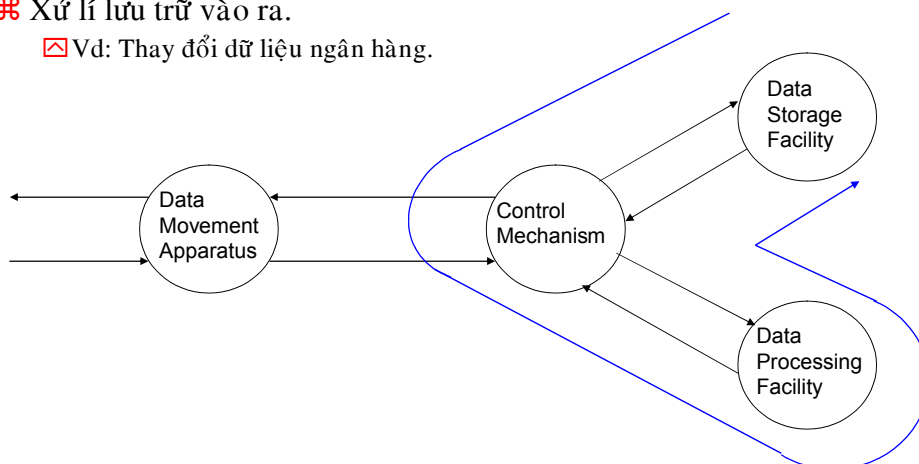 ⌘ Xử lí lưu trữ vào ra.
Vd: Thay đổi dữ liệu ngân hàng.
Data
Storage
Facility
Data
Movement
Apparatus
Control
Mechanism
Data
Processing
Facility